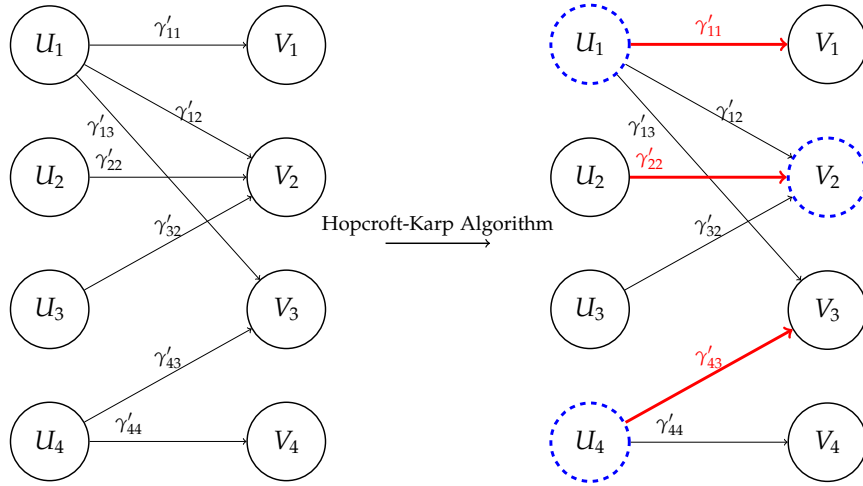 U₁ γ′₁₁ V₁
γ′₁₂
γ′₁₃
U₂ γ′₂₂ V₂
γ′₃₂
U₃ V₃
γ′₄₃
U₄ γ′₄₄ V₄
Hopcroft-Karp Algorithm
U₁ γ′₁₁ V₁
γ′₁₂
γ′₁₃
U₂ γ′₂₂ V₂
γ′₃₂
U₃ V₃
γ′₄₃
U₄ γ′₄₄ V₄